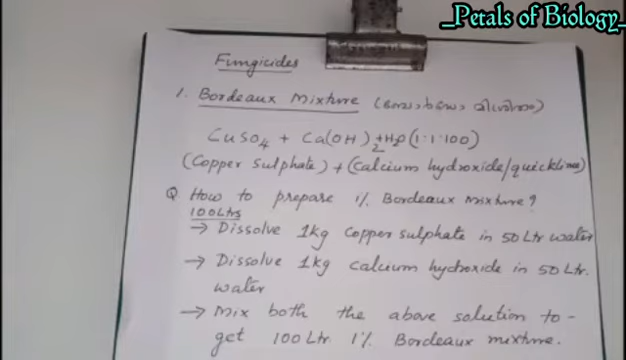 _Petals of Biology_
Fungicides
1. Bordeaux Mixture
CuSO4 + Ca(OH)2 + H2O (1:1:100)
(Copper sulphate) + (Calcium hydroxide/quicklime)
Q. How to prepare 1% Bordeaux mixture?
100Ltrs
→ Dissolve 1kg Copper sulphate in 50 Ltr water
→ Dissolve 1kg Calcium hydroxide in 50 Ltr.
water
→ Mix both the above solution to -
get 100 Ltr 1% Bordeaux mixture.